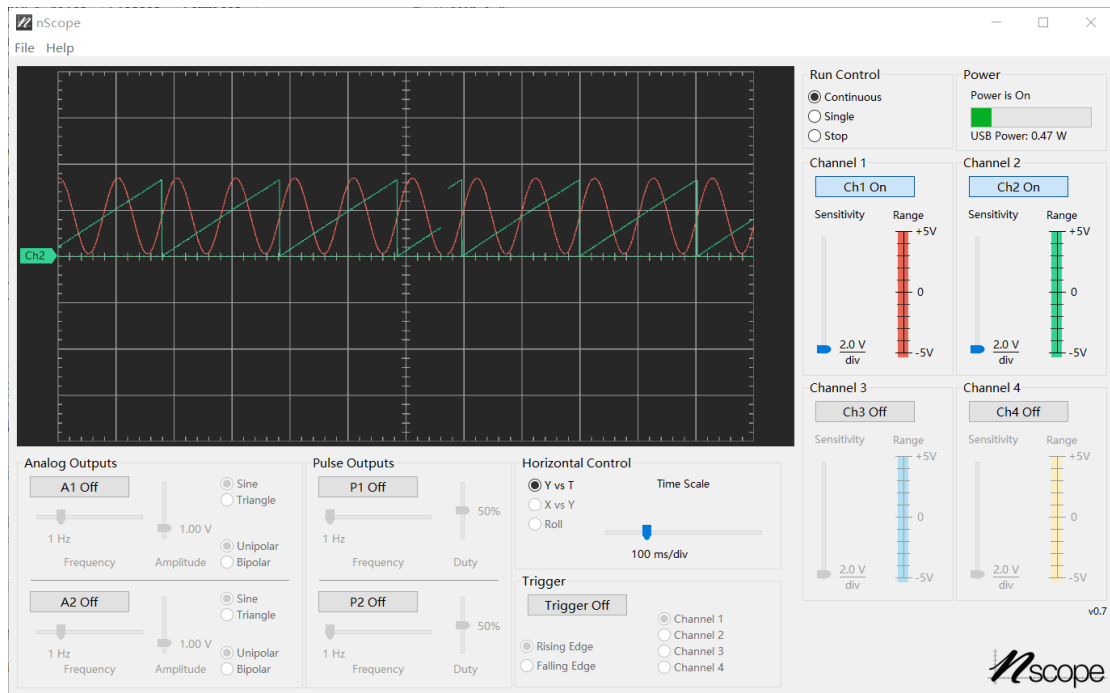 nScope
File Help
Ch2
Run Control
Continuous
Single
Stop
Power
Power is On
USB Power: 0.47 W
Channel 1
Ch1 On
Sensitivity Range
+5V
0
2.0 V
div
-5V
Channel 2
Ch2 On
Sensitivity Range
+5V
0
2.0 V
div
-5V
Channel 3
Ch3 Off
Sensitivity Range
+5V
0
2.0 V
div
-5V
Channel 4
Ch4 Off
Sensitivity Range
+5V
0
2.0 V
div
-5V
Analog Outputs
A1 Off
Sine
Triangle
1.00 V
1 Hz
Unipolar
Bipolar
Frequency Amplitude
A2 Off
Sine
Triangle
1.00 V
1 Hz
Unipolar
Bipolar
Frequency Amplitude
Pulse Outputs
P1 Off
50%
1 Hz
Frequency Duty
P2 Off
50%
1 Hz
Frequency Duty
Horizontal Control
Y vs T
X vs Y
Roll
Time Scale
100 ms/div
Trigger
Trigger Off
Rising Edge
Falling Edge
Channel 1
Channel 2
Channel 3
Channel 4
v0.7
nscope